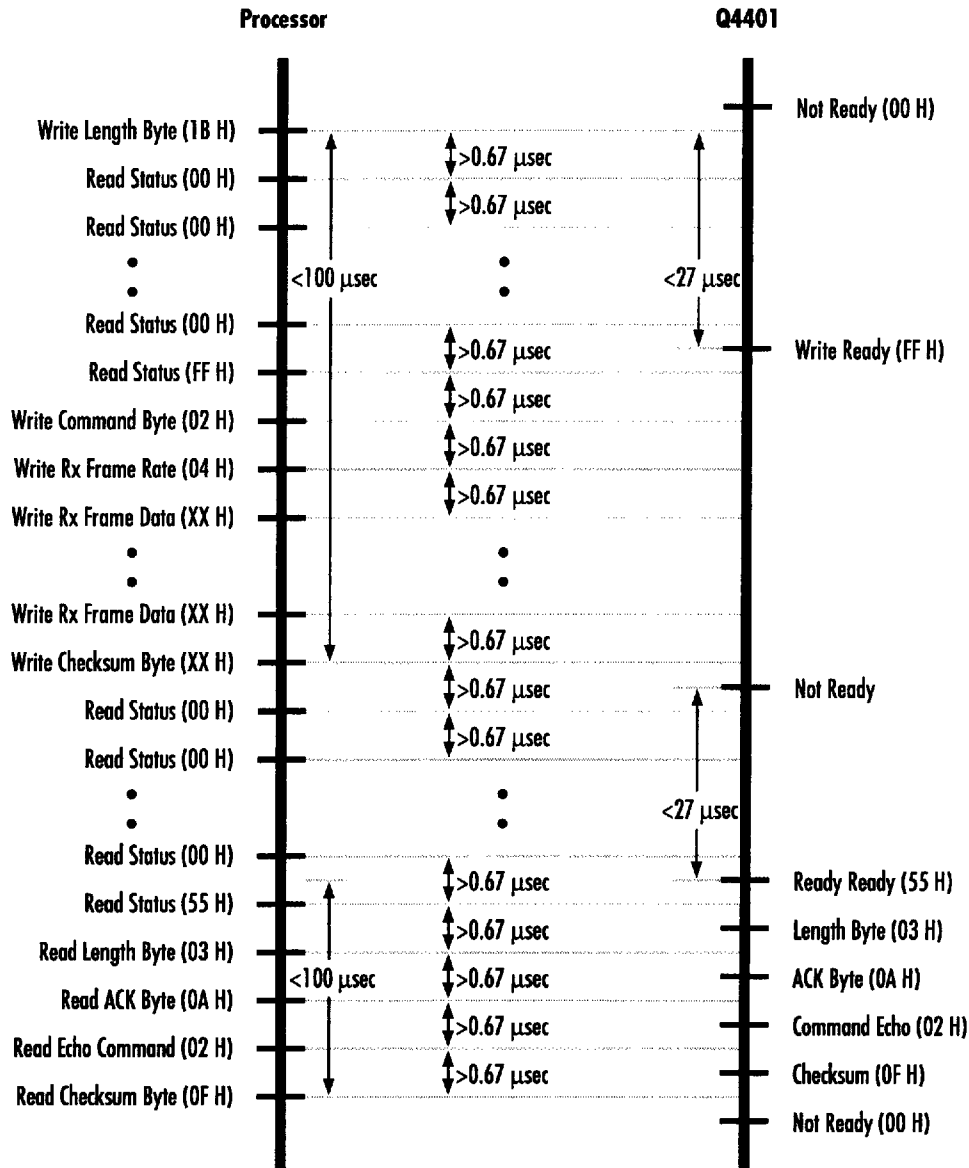 Processor
Q4401
Not Ready (00 H)
Write Length Byte (1B H)
>0.67 µsec
Read Status (00 H)
>0.67 µsec
Read Status (00 H)
<100 µsec
<27 µsec
Read Status (00 H)
>0.67 µsec
Write Ready (FF H)
Read Status (FF H)
>0.67 µsec
Write Command Byte (02 H)
>0.67 µsec
Write Rx Frame Rate (04 H)
>0.67 µsec
Write Rx Frame Data (XX H)
Write Rx Frame Data (XX H)
>0.67 µsec
Write Checksum Byte (XX H)
>0.67 µsec
Not Ready
Read Status (00 H)
>0.67 µsec
Read Status (00 H)
<27 µsec
Read Status (00 H)
>0.67 µsec
Ready Ready (55 H)
Read Status (55 H)
>0.67 µsec
Length Byte (03 H)
Read Length Byte (03 H)
<100 µsec
>0.67 µsec
ACK Byte (0A H)
Read ACK Byte (0A H)
>0.67 µsec
Command Echo (02 H)
Read Echo Command (02 H)
>0.67 µsec
Checksum (0F H)
Read Checksum Byte (0F H)
Not Ready (00 H)